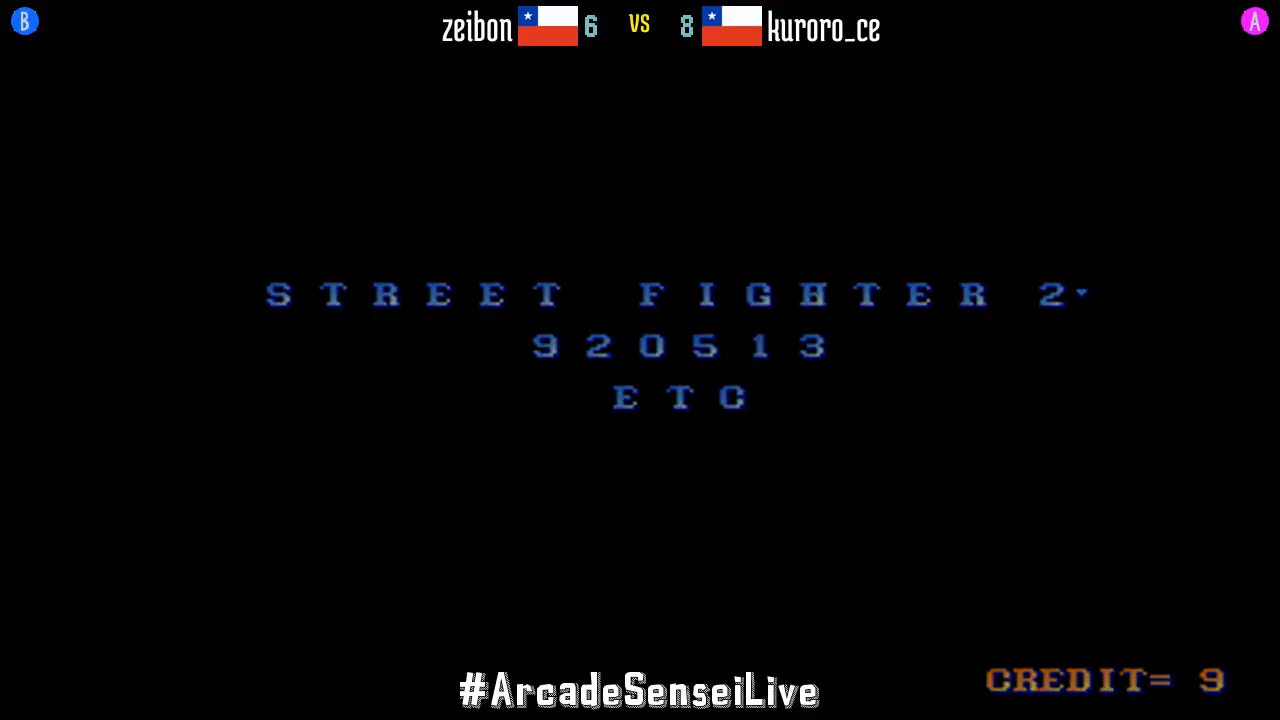 B zeibon 6 VS 8 kuroro_ce A
STREET FIGHTER 2'
920513
ETC
#ArcadeSenseiLive
CREDIT= 9